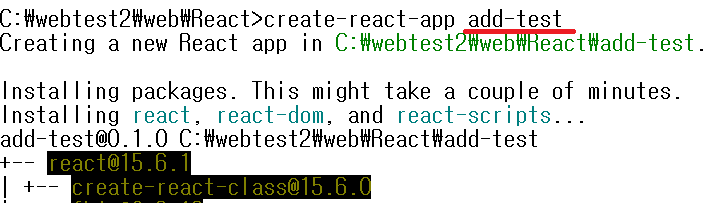 C:₩webtest2₩web₩React>create-react-app add-test
Creating a new React app in C:₩webtest2₩web₩React₩add-test.
Installing packages. This might take a couple of minutes.
Installing react, react-dom, and react-scripts...
add-test@0.1.0 C:₩webtest2₩web₩React₩add-test
+-- react@15.6.1
| +-- create-react-class@15.6.0